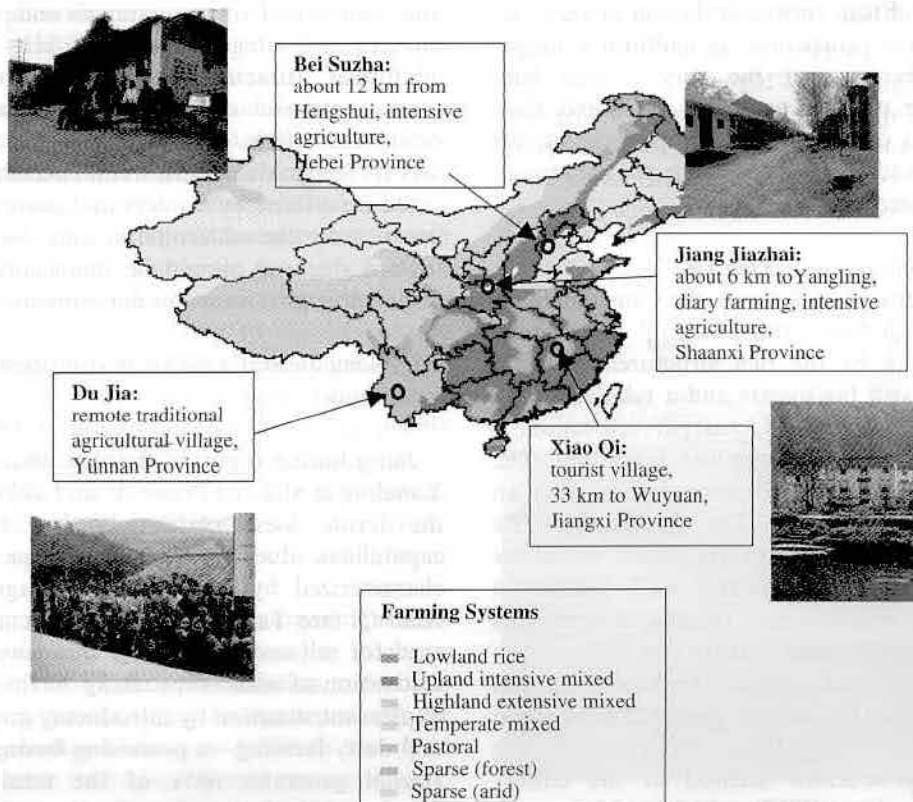 Bei Suzha:
about 12 km from
Hengshui, intensive
agriculture,
Hebei Province
Jiang Jiazhai:
about 6 km toYangling,
diary farming, intensive
agriculture,
Shaanxi Province
Du Jia:
remote traditional
agricultural village,
Yunnan Province
Xiao Qi:
tourist village,
33 km to Wuyuan,
Jiangxi Province
Farming Systems
Lowland rice
Upland intensive mixed
Highland extensive mixed
Temperate mixed
Pastoral
Sparse (forest)
Sparse (arid)